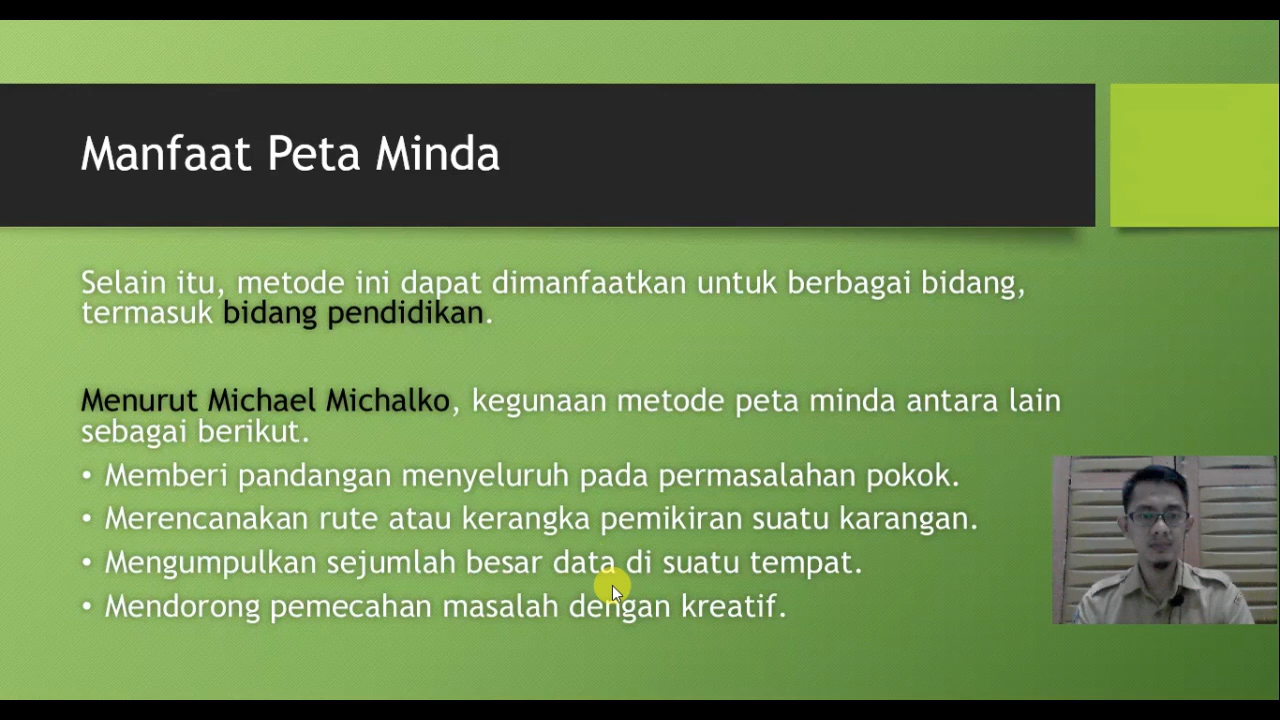 Manfaat Peta Minda
Selain itu, metode ini dapat dimanfaatkan untuk berbagai bidang,
termasuk bidang pendidikan.
Menurut Michael Michalko, kegunaan metode peta minda antara lain
sebagai berikut.
• Memberi pandangan menyeluruh pada permasalahan pokok.
• Merencanakan rute atau kerangka pemikiran suatu karangan.
• Mengumpulkan sejumlah besar data di suatu tempat.
• Mendorong pemecahan masalah dengan kreatif.